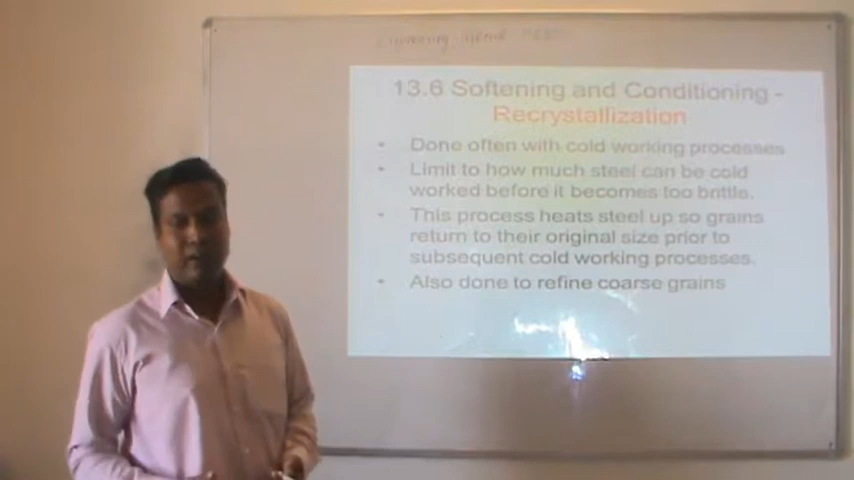 13.6 Softening and Conditioning -
Recrystallization
• Done often with cold working processes
• Limit to how much steel can be cold
worked before it becomes too brittle.
• This process heats steel up so grains
return to their original size prior to
subsequent cold working processes.
• Also done to refine coarse grains